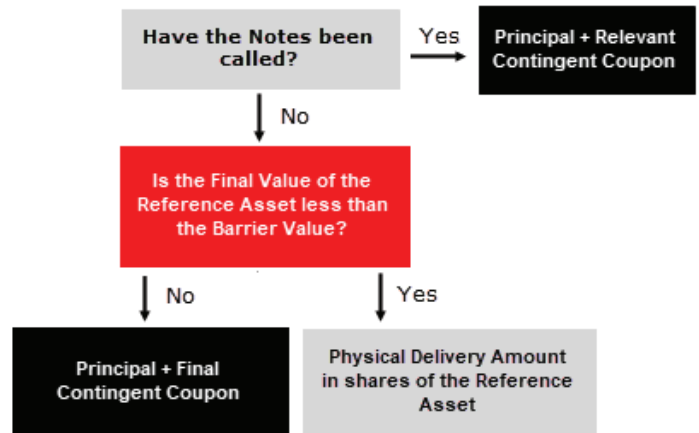 Have the Notes been
called?
Yes
Principal + Relevant
Contingent Coupon
No
Is the Final Value of the
Reference Asset less than
the Barrier Value?
No
Yes
Principal + Final
Contingent Coupon
Physical Delivery Amount
in shares of the Reference
Asset